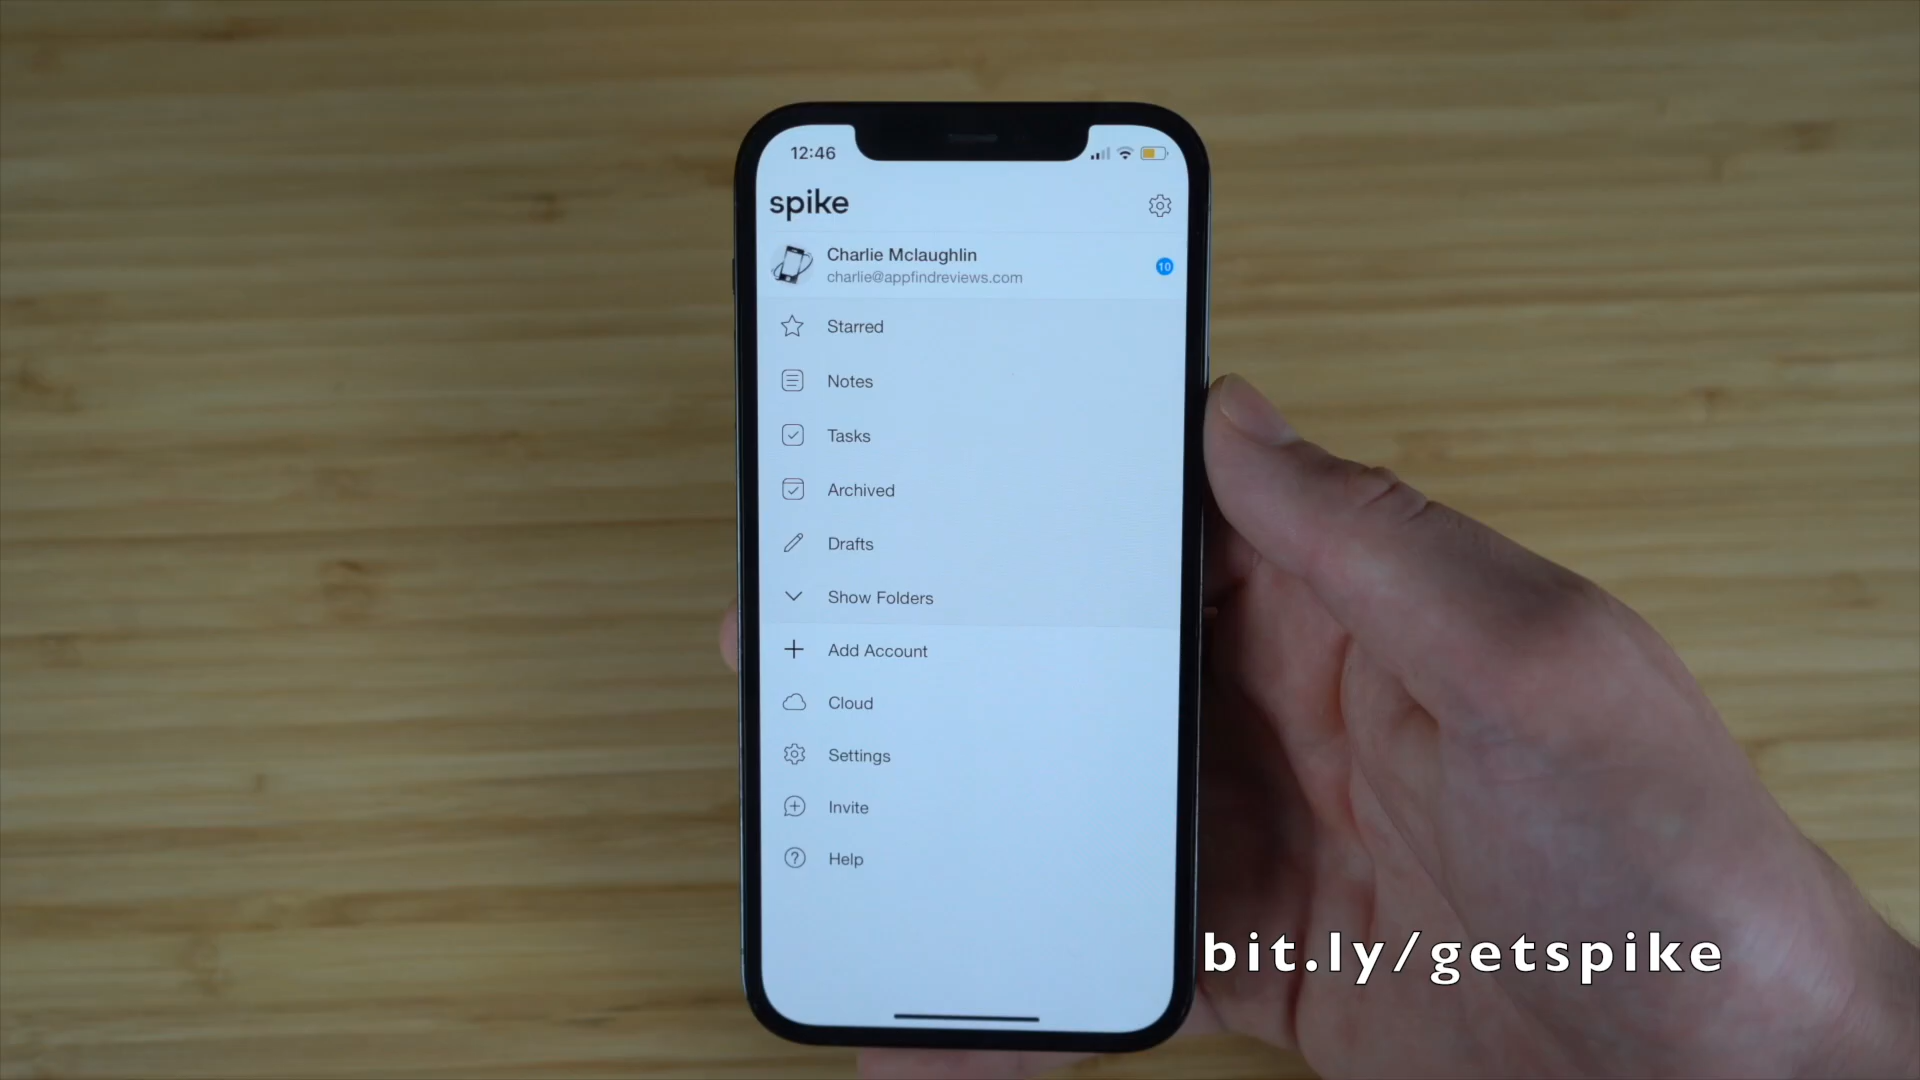 12:46
spike
Charlie Mclaughlin
charlie@appfindreviews.com
10
Starred
Notes
Tasks
Archived
Drafts
Show Folders
Add Account
Cloud
Settings
Invite
Help
bit.ly/getspike